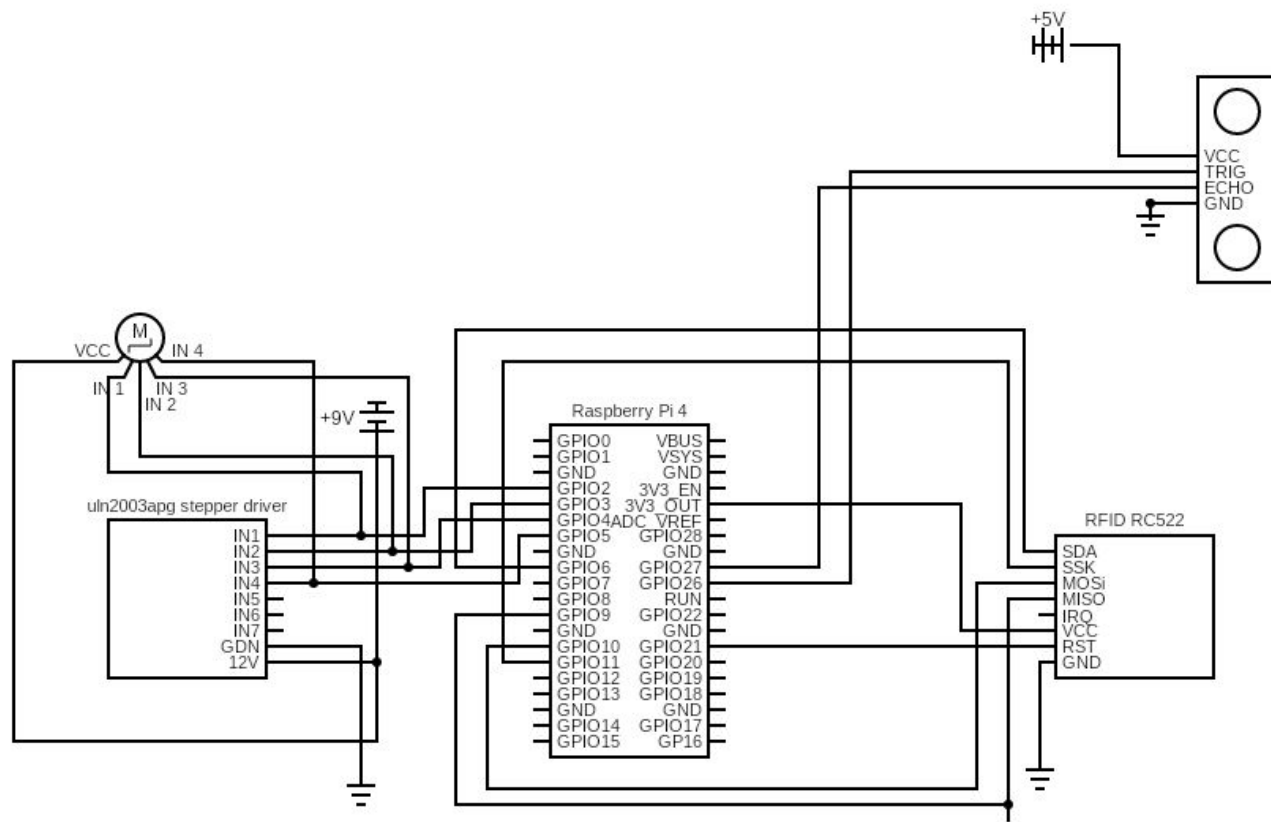 +5V
VCC
TRIG
ECHO
GND
M
VCC
IN 4
IN 1
IN 3
IN 2
+9V
uln2003apg stepper driver
IN1
IN2
IN3
IN4
IN5
IN6
IN7
GDN
12V
Raspberry Pi 4
GPIO0 VBUS
GPIO1 VSYS
GND GND
GPIO2 3V3_EN
GPIO3 3V3_OUT
GPIO4 ADC_VREF
GPIO5 GPIO28
GND GND
GPIO6 GPIO27
GPIO7 GPIO26
GPIO8 RUN
GPIO9 GPIO22
GND GND
GPIO10 GPIO21
GPIO11 GPIO20
GPIO12 GPIO19
GPIO13 GPIO18
GND GND
GPIO14 GPIO17
GPIO15 GP16
RFID RC522
SDA
SSK
MOSi
MISO
IRQ
VCC
RST
GND